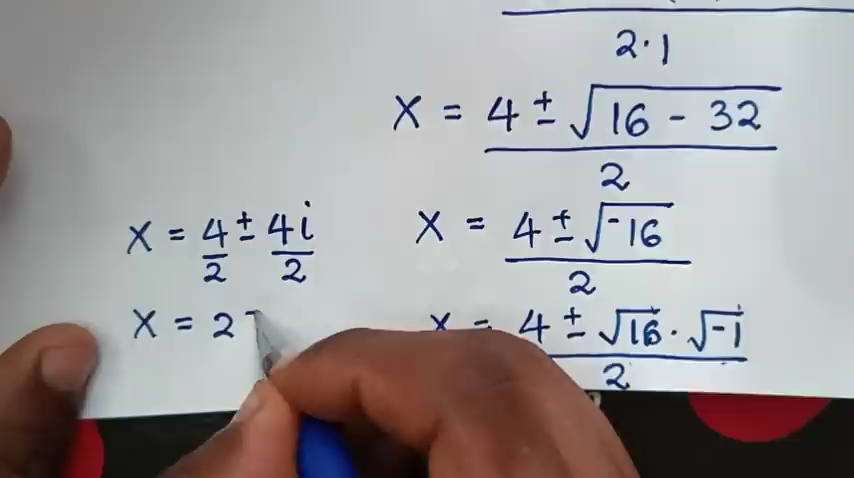 2·1
x = 4 ± √16 - 32 / 2
x = 4 ± √-16 / 2
x = 4 ± √16 · √-1 / 2
x = 4/2 ± 4i/2
x = 2